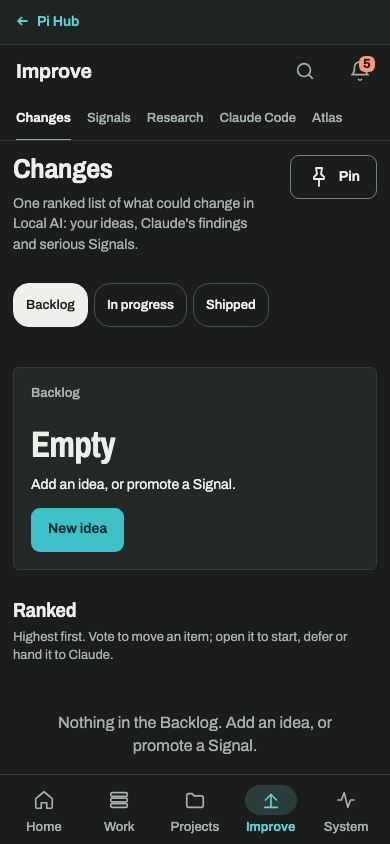 ← Pi Hub
Improve
5
Changes Signals Research Claude Code Atlas
Changes
Pin
One ranked list of what could change in
Local AI: your ideas, Claude's findings
and serious Signals.
Backlog In progress Shipped
Backlog
Empty
Add an idea, or promote a Signal.
New idea
Ranked
Highest first. Vote to move an item; open it to start, defer or
hand it to Claude.
Nothing in the Backlog. Add an idea, or
promote a Signal.
Home Work Projects Improve System